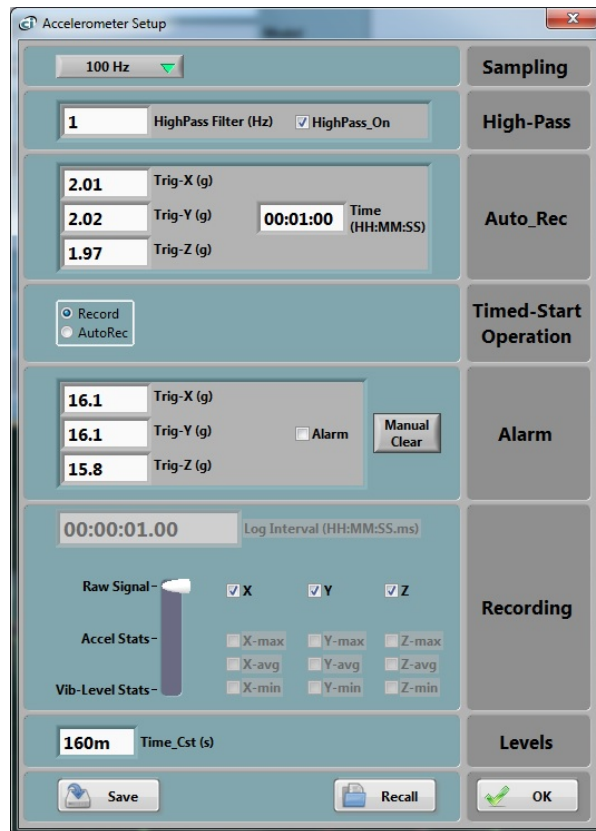 Accelerometer Setup
100 Hz
Sampling
1 HighPass Filter (Hz) HighPass_On
High-Pass
2.01 Trig-X (g)
2.02 Trig-Y (g)
1.97 Trig-Z (g)
00:01:00 Time
(HH:MM:SS)
Auto_Rec
Record
AutoRec
Timed-Start
Operation
16.1 Trig-X (g)
16.1 Trig-Y (g)
15.8 Trig-Z (g)
Alarm
Manual
Clear
Alarm
00:00:01.00 Log Interval (HH:MM:SS.ms)
Raw Signal X Y Z
Accel Stats X-max Y-max Z-max
X-avg Y-avg Z-avg
Vib-Level Stats X-min Y-min Z-min
Recording
160m Time_Cst (s)
Levels
Save Recall OK